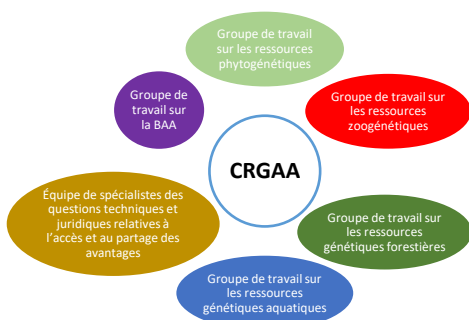 Groupe de travail
sur les ressources
phytogénétiques
Groupe de
travail sur
la BAA
Groupe de travail sur
les ressources
zoogénétiques
CRGAA
Équipe de spécialistes des
questions techniques et
juridiques relatives à
l’accès et au partage des
avantages
Groupe de travail sur
les ressources
génétiques forestières
Groupe de travail sur
les ressources
génétiques aquatiques